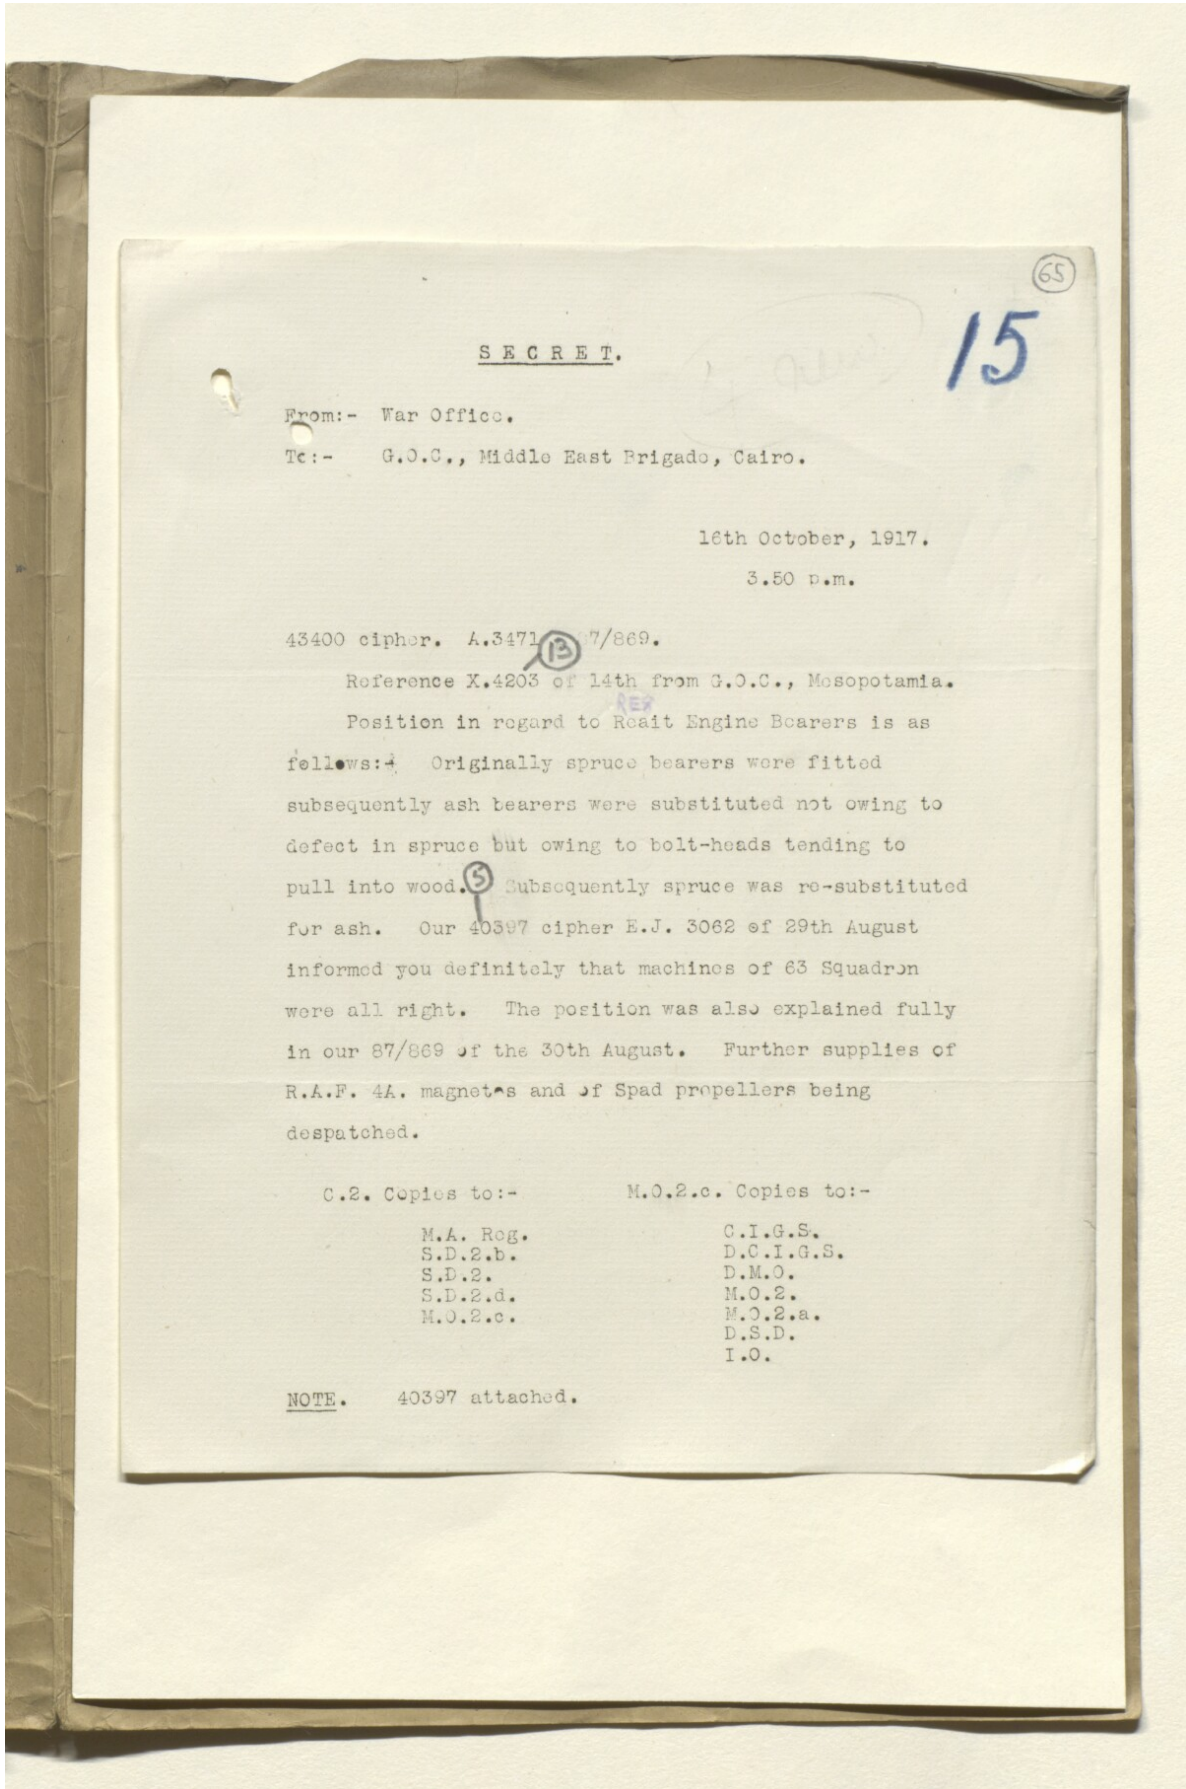 65
15
SECRET.
From:- War Office.
To:- G.O.C., Middle East Brigade, Cairo.
16th October, 1917.
3.50 p.m.
43400 cipher. A.3471 87/869.
13
Reference X.4203 of 14th from G.O.C., Mesopotamia.
RE8
Position in regard to Reait Engine Bearers is as
follows:- Originally spruce bearers were fitted
subsequently ash bearers were substituted not owing to
defect in spruce but owing to bolt-heads tending to
pull into wood. 5 Subsequently spruce was re-substituted
for ash. Our 40397 cipher E.J. 3062 of 29th August
informed you definitely that machines of 63 Squadron
were all right. The position was also explained fully
in our 87/869 of the 30th August. Further supplies of
R.A.F. 4A. magnetos and of Spad propellers being
despatched.
C.2. Copies to:- M.O.2.c. Copies to:-
M.A. Reg. C.I.G.S.
S.D.2.b. D.C.I.G.S.
S.D.2. D.M.O.
S.D.2.d. M.O.2.
M.O.2.c. M.O.2.a.
D.S.D.
I.O.
NOTE. 40397 attached.